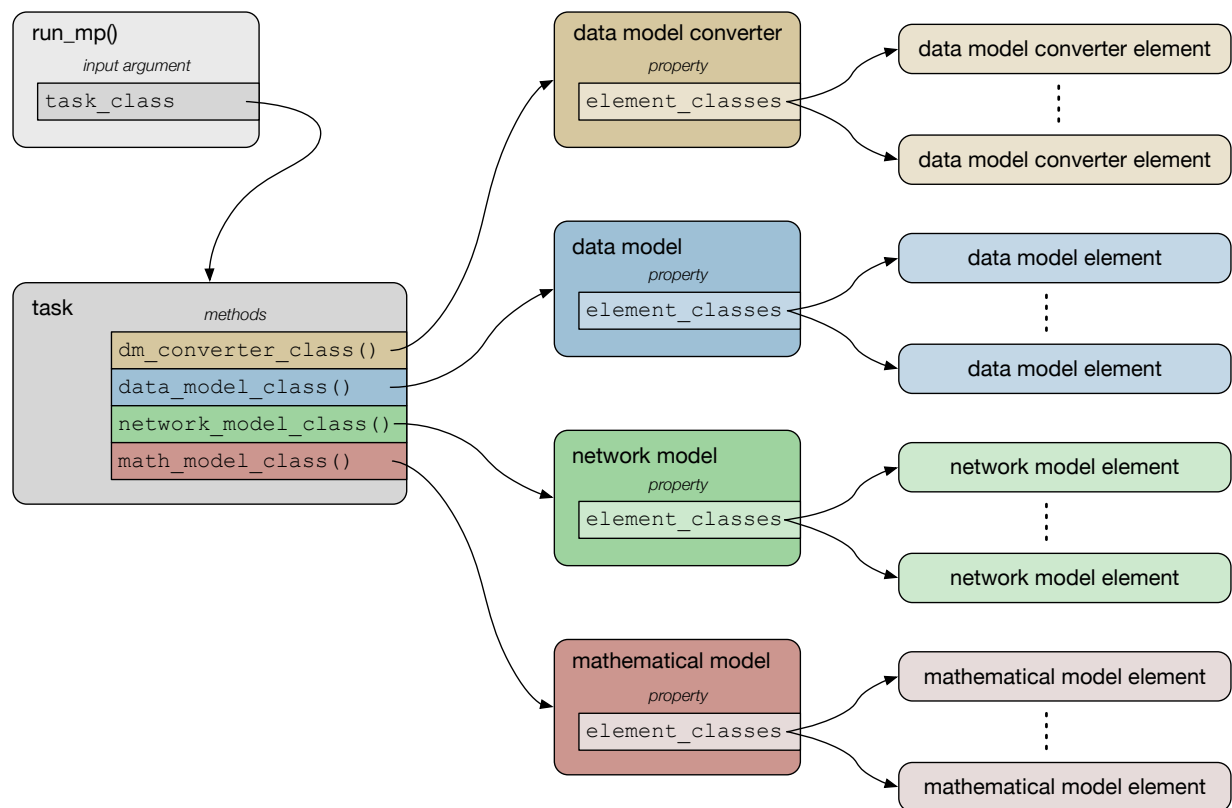 run_mp()
input argument
task_class
task
methods
dm_converter_class()
data_model_class()
network_model_class()
math_model_class()
data model converter
property
element_classes
data model converter element
data model converter element
data model
property
element_classes
data model element
data model element
network model
property
element_classes
network model element
network model element
mathematical model
property
element_classes
mathematical model element
mathematical model element